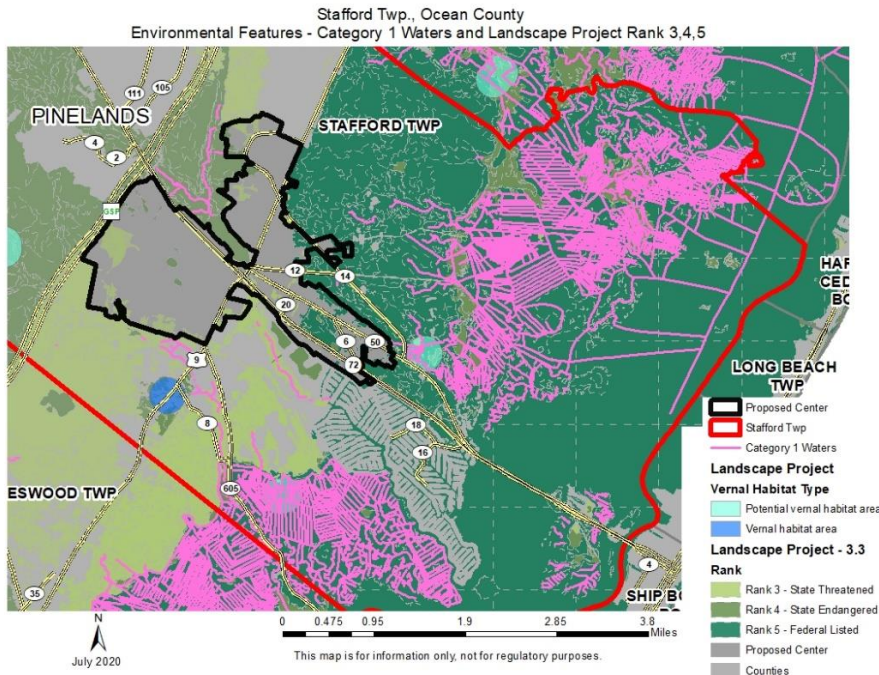 Stafford Twp., Ocean County
Environmental Features - Category 1 Waters and Landscape Project Rank 3,4,5
111
105
PINELANDS
4
2
STAFFORD TWP
GSP
12
14
20
6
50
72
9
8
18
16
605
ESWOOD TWP
35
HAR
CED
BO
LONG BEACH
TWP
4
SHIP BO
BO
Proposed Center
Stafford Twp
Category 1 Waters
Landscape Project
Vernal Habitat Type
Potential vernal habitat area
Vernal habitat area
Landscape Project - 3.3
Rank
Rank 3 - State Threatened
Rank 4 - State Endangered
Rank 5 - Federal Listed
Proposed Center
Counties
N
July 2020
0 0.475 0.95 1.9 2.85 3.8
Miles
This map is for information only, not for regulatory purposes.